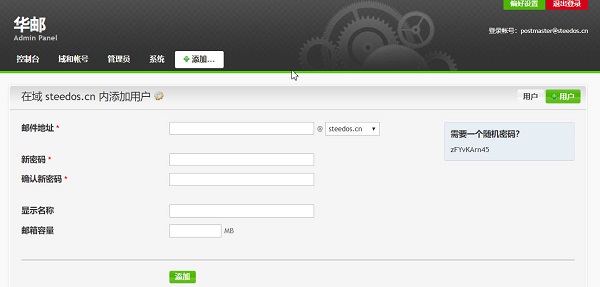 偏好设置 退出登录
华邮
Admin Panel
登录帐号：postmaster@steedos.cn
控制台 域和帐号 管理员 系统 添加...
在域 steedos.cn 内添加用户
用户 用户
邮件地址 * @ steedos.cn
需要一个随机密码？
zFYvKArn45
新密码 *
确认新密码 *
显示名称
邮箱容量 MB
添加